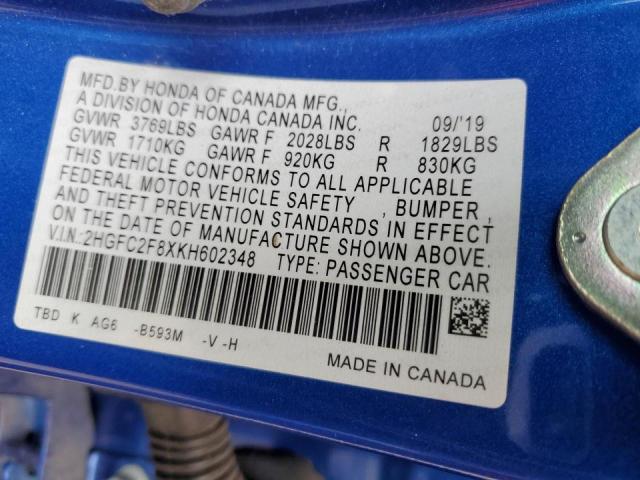 MFD.BY HONDA OF CANADA MFG.,
A DIVISION OF HONDA CANADA INC. 09/'19
GVWR 3769LBS GAWR F 2028LBS R 1829LBS
GVWR 1710KG GAWR F 920KG R 830KG
THIS VEHICLE CONFORMS TO ALL APPLICABLE
FEDERAL MOTOR VEHICLE SAFETY , BUMPER ,
AND THEFT PREVENTION STANDARDS IN EFFECT
ON THE DATE OF MANUFACTURE SHOWN ABOVE.
V.I.N.:2HGFC2F8XKH602348 TYPE: PASSENGER CAR
TBD K AG6 -B593M -V -H
MADE IN CANADA